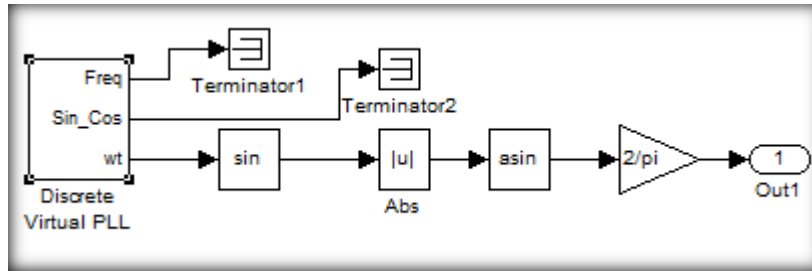 Freq
Terminator1
Sin_Cos
Terminator2
wt
sin
|u|
asin
2/pi
1
Discrete
Virtual PLL
Abs
Out1